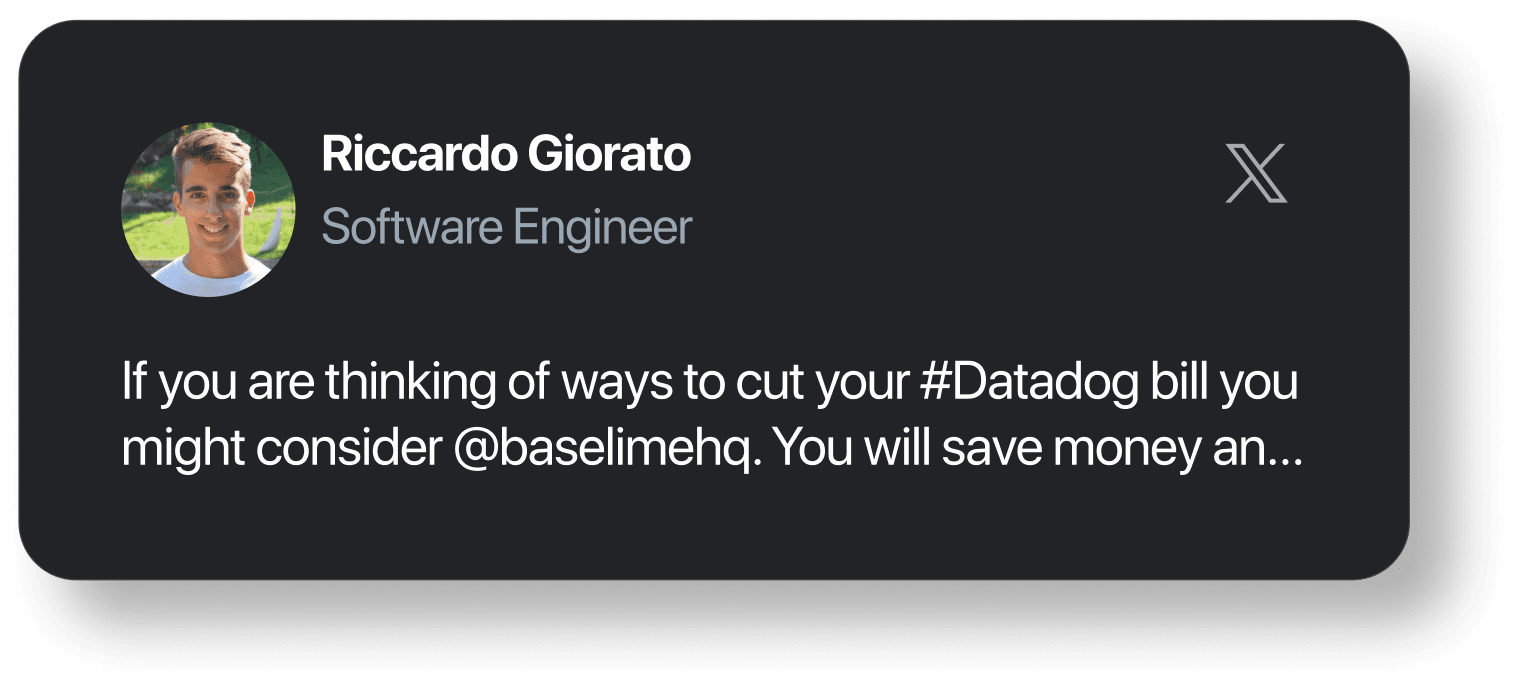 Riccardo Giorato
Software Engineer
If you are thinking of ways to cut your #Datadog bill you
might consider @baselimehq. You will save money an...